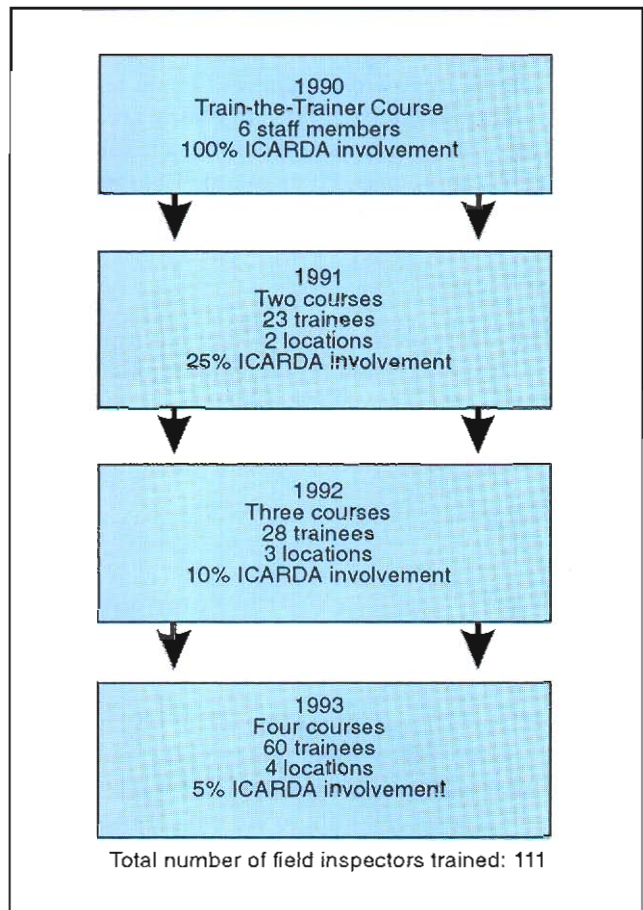 1990
Train-the-Trainer Course
6 staff members
100% ICARDA involvement
1991
Two courses
23 trainees
2 locations
25% ICARDA involvement
1992
Three courses
28 trainees
3 locations
10% ICARDA involvement
1993
Four courses
60 trainees
4 locations
5% ICARDA involvement
Total number of field inspectors trained: 111